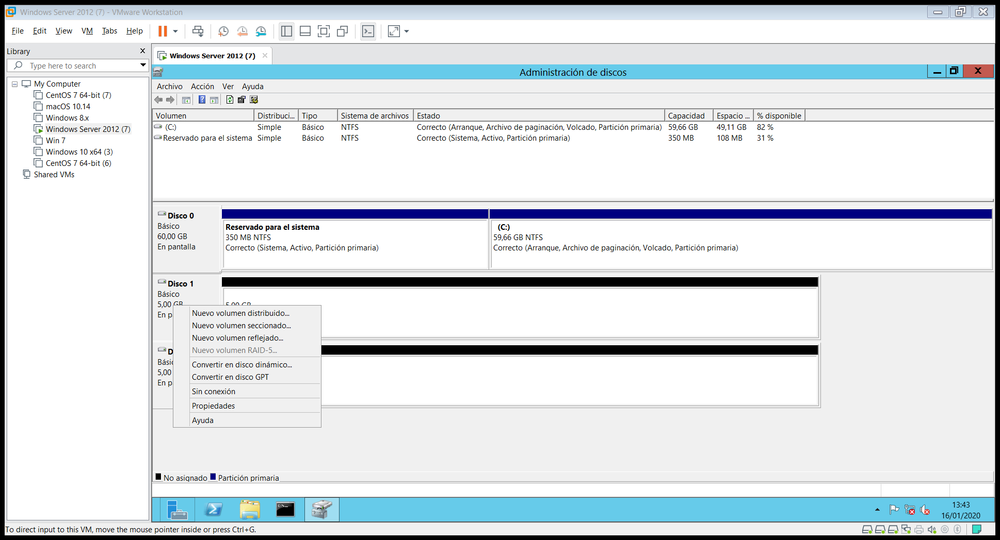 Windows Server 2012 (7) - VMware Workstation
File Edit View VM Tabs Help
Library
Type here to search
My Computer
CentOS 7 64-bit (7)
macOS 10.14
Windows 8.x
Windows Server 2012 (7)
Win 7
Windows 10 x64 (3)
CentOS 7 64-bit (6)
Shared VMs
Windows Server 2012 (7)
Administración de discos
Archivo Acción Ver Ayuda
Volumen Distribuci... Tipo Sistema de archivos Estado Capacidad Espacio ... % disponible
(C:) Simple Básico NTFS Correcto (Arranque, Archivo de paginación, Volcado, Partición primaria) 59,66 GB 49,11 GB 82 %
Reservado para el sistema Simple Básico NTFS Correcto (Sistema, Activo, Partición primaria) 350 MB 108 MB 31 %
Disco 0
Básico
60,00 GB
En pantalla
Reservado para el sistema
350 MB NTFS
Correcto (Sistema, Activo, Partición primaria)
(C:)
59,66 GB NTFS
Correcto (Arranque, Archivo de paginación, Volcado, Partición primaria)
Disco 1
Básico
5,00 GB
En p
5,00 GB
D
Bási
5,00
En p
Nuevo volumen distribuido...
Nuevo volumen seccionado...
Nuevo volumen reflejado...
Nuevo volumen RAID-5...
Convertir en disco dinámico...
Convertir en disco GPT
Sin conexión
Propiedades
Ayuda
No asignado Partición primaria
13:43
16/01/2020
To direct input to this VM, move the mouse pointer inside or press Ctrl+G.